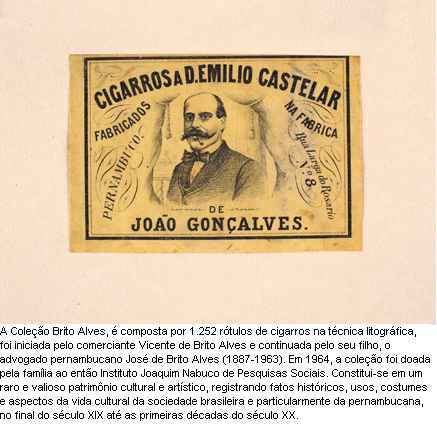 CIGARROS A D. EMILIO CASTELAR
FABRICADOS
NA FABRICA
PERNAMBUCO
Rua Larga do Rosario
Nº 8
DE
JOÃO GONÇALVES.
A Coleção Brito Alves, é composta por 1.252 rótulos de cigarros na técnica litográfica,
foi iniciada pelo comerciante Vicente de Brito Alves e continuada pelo seu filho, o
advogado pernambucano José de Brito Alves (1887-1963). Em 1964, a coleção foi doada
pela família ao então Instituto Joaquim Nabuco de Pesquisas Sociais. Constitui-se em um
raro e valioso patrimônio cultural e artístico, registrando fatos históricos, usos, costumes
e aspectos da vida cultural da sociedade brasileira e particularmente da pernambucana,
no final do século XIX até as primeiras décadas do século XX.